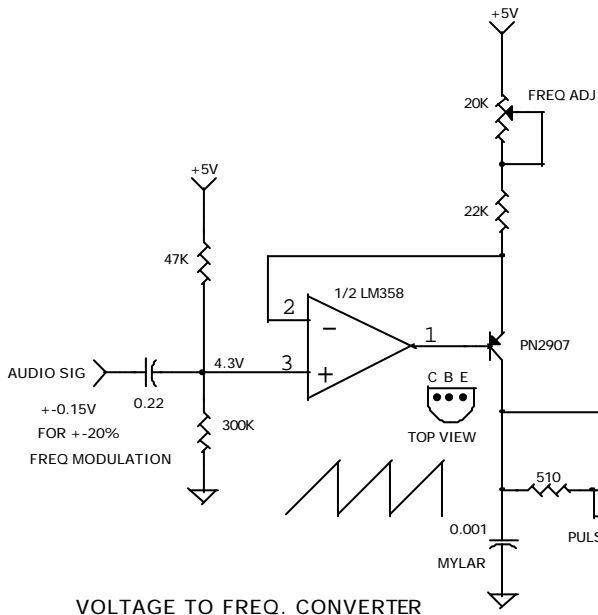 +5V
20K
FREQ ADJ
+5V
22K
47K
1/2 LM358
2
1
PN2907
AUDIO SIG
4.3V
3
C B E
0.22
+-0.15V
FOR +-20%
FREQ MODULATION
300K
TOP VIEW
510
0.001
MYLAR
PULS
VOLTAGE TO FREQ. CONVERTER